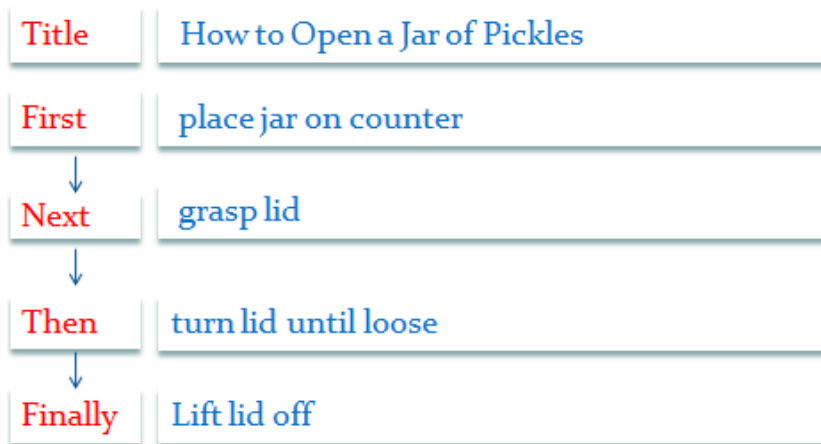 Title How to Open a Jar of Pickles
First place jar on counter
Next grasp lid
Then turn lid until loose
Finally Lift lid off